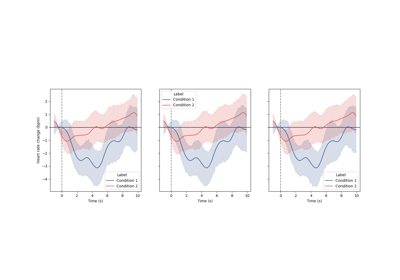 Heart rate change (bpm)
2
1
0
−1
−2
−3
−4
0
2
4
6
8
10
Time (s)
Label
Condition 1
Condition 2
0
2
4
6
8
10
Time (s)
Label
Condition 1
Condition 2
0
2
4
6
8
10
Time (s)
Label
Condition 1
Condition 2